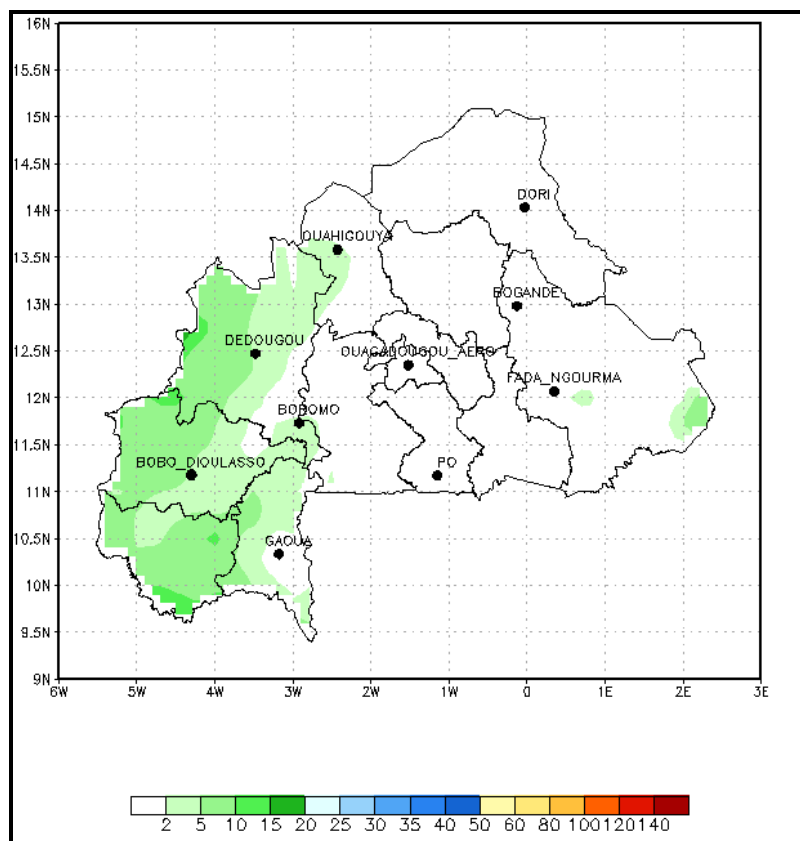 16N
15.5N
15N
14.5N
14N
13.5N
13N
12.5N
12N
11.5N
11N
10.5N
10N
9.5N
9N
DORI
OUAHIGOUYA
BOGANDE
DEDOUGOU
OUAGADOUGOU_AERO
FADA_NGOURMA
BOROMO
BOBO_DIOULASSO
PO
GAOUA
6W 5W 4W 3W 2W 1W 0 1E 2E 3E
2 5 10 15 20 25 30 35 40 50 60 80 100 120 140